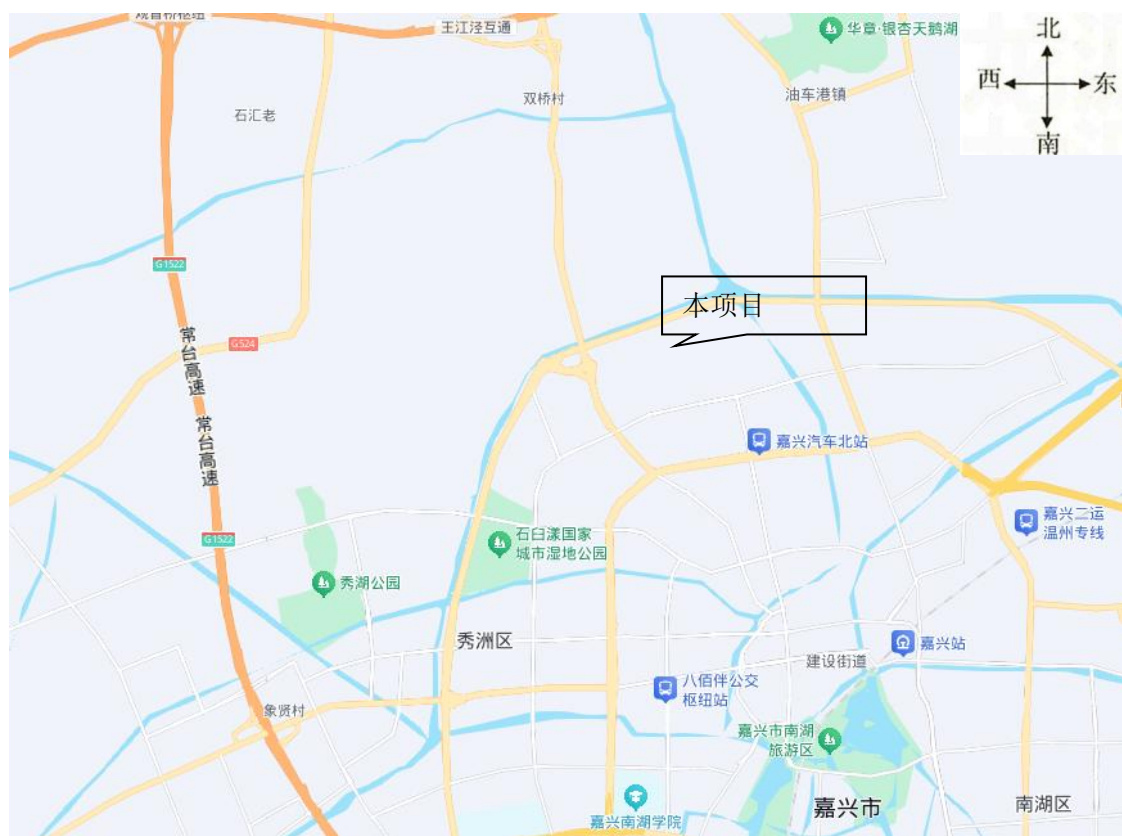 观音桥枢纽
王江泾互通
华章·银杏天鹅湖
北
西
东
南
石汇老
双桥村
油车港镇
G1522
本项目
常台高速
G524
常台高速
嘉兴汽车北站
嘉兴二运
温州专线
G1522
石臼漾国家
城市湿地公园
秀湖公园
秀洲区
嘉兴站
建设街道
八佰伴公交
枢纽站
象贤村
嘉兴市南湖
旅游区
嘉兴南湖学院
嘉兴市
南湖区